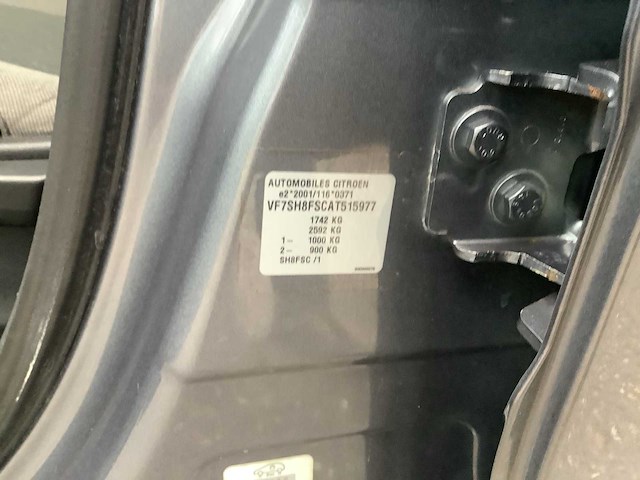 AUTOMOBILES CITROEN
e2*2001/116*0371
VF7SH8FSCAT515977
1742 KG
2592 KG
1- 1000 KG
2- 900 KG
SH8FSC /1